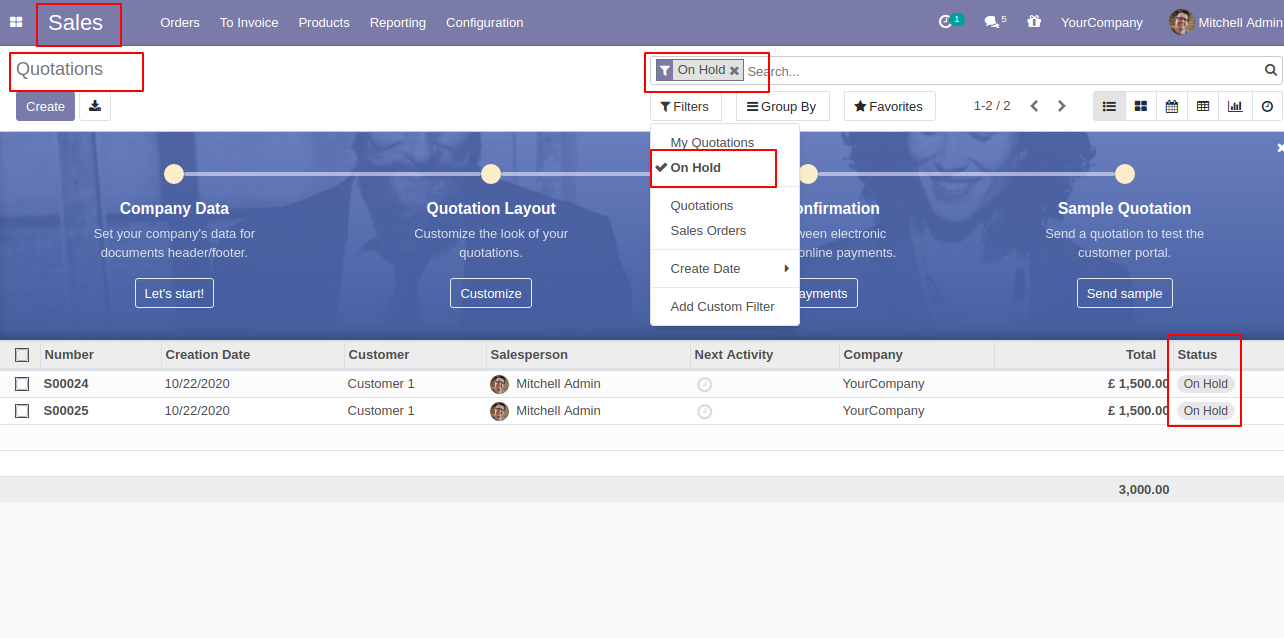 Sales Orders To Invoice Products Reporting Configuration 1 5 YourCompany Mitchell Admin
Quotations
On Hold Search...
Create Filters Group By Favorites 1-2 / 2
My Quotations
On Hold
Quotations
Sales Orders
Create Date
Add Custom Filter
Company Data
Set your company's data for
documents header/footer.
Let's start!
Quotation Layout
Customize the look of your
quotations.
Customize
onfirmation
ween electronic
online payments.
ayments
Sample Quotation
Send a quotation to test the
customer portal.
Send sample
Number Creation Date Customer Salesperson Next Activity Company Total Status
S00024 10/22/2020 Customer 1 Mitchell Admin YourCompany £ 1,500.00 On Hold
S00025 10/22/2020 Customer 1 Mitchell Admin YourCompany £ 1,500.00 On Hold
3,000.00